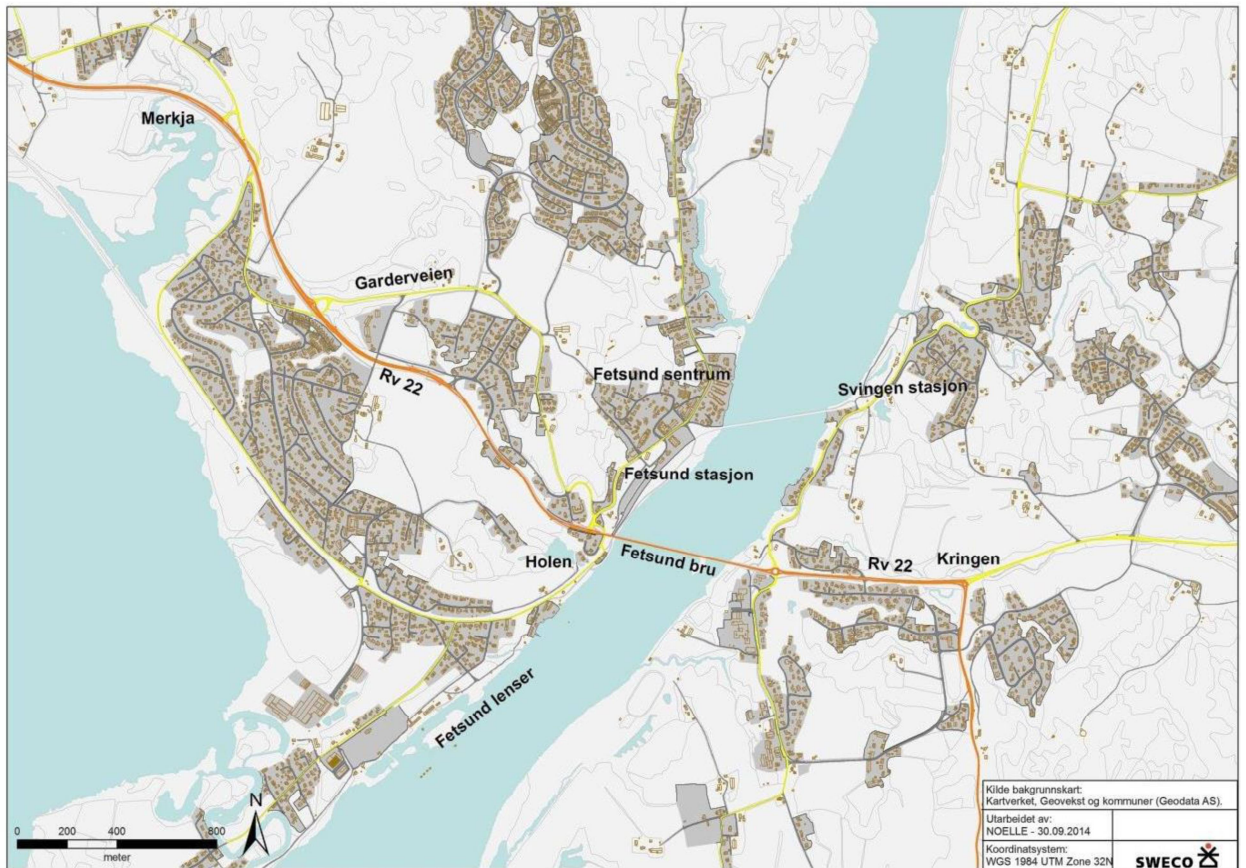 Merkja
Garderveien
Rv 22
Fetsund sentrum
Svingen stasjon
Fetsund stasjon
Holen
Fetsund bru
Rv 22
Kringen
Fetsund lenser
N
0 200 400 800
meter
Kilde bakgrunnskart:
Kartverket, Geovekst og kommuner (Geodata AS).
Utarbeidet av:
NOELLE - 30.09.2014
Koordinatsystem:
WGS 1984 UTM Zone 32N
SWECO